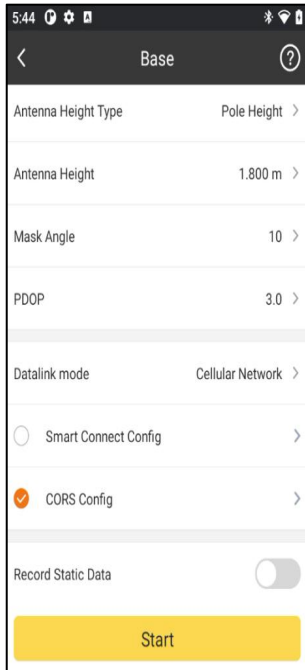 5:44
Base
Antenna Height Type Pole Height
Antenna Height 1.800 m
Mask Angle 10
PDOP 3.0
Datalink mode Cellular Network
Smart Connect Config
CORS Config
Record Static Data
Start